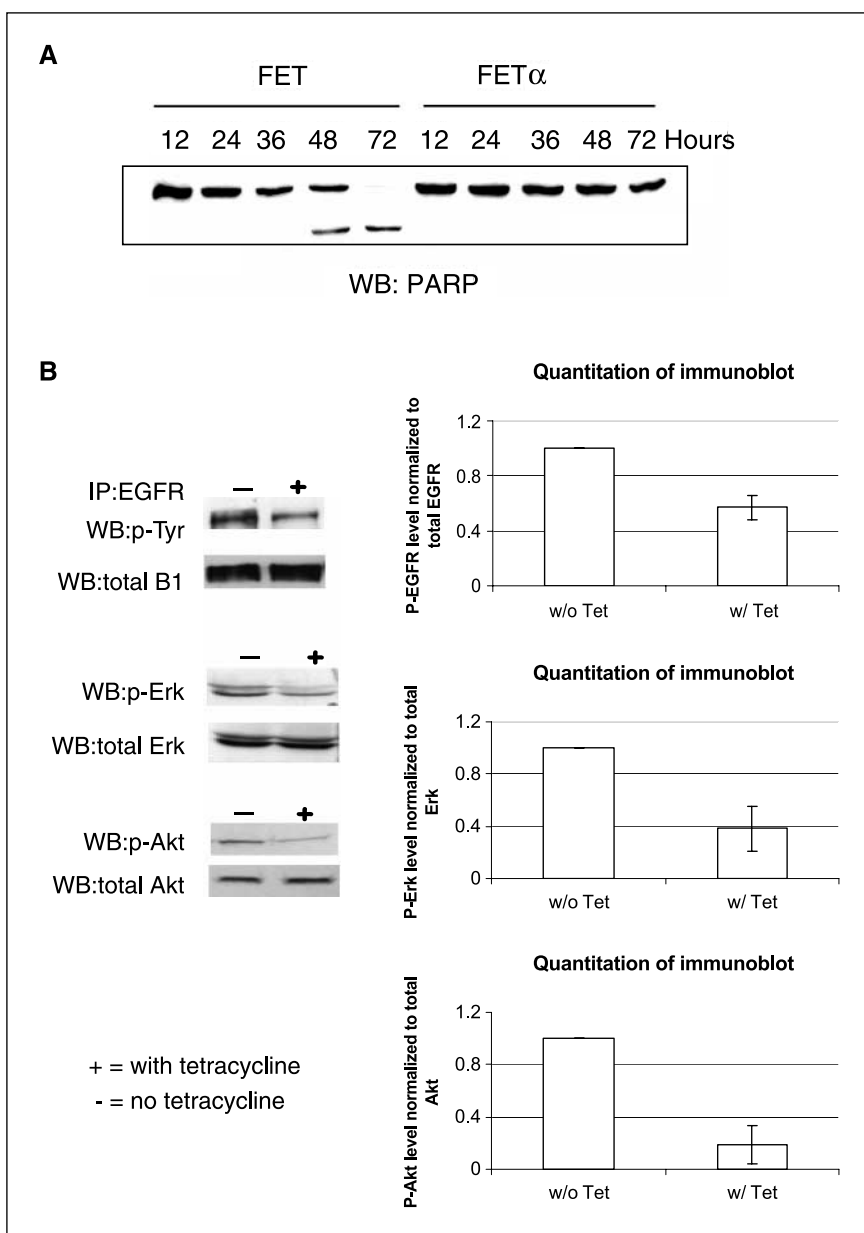 A
FET FETα
12 24 36 48 72 12 24 36 48 72 Hours
WB: PARP
B
IP:EGFR − +
WB:p-Tyr
WB:total B1
− +
WB:p-Erk
WB:total Erk
− +
WB:p-Akt
WB:total Akt
+ = with tetracycline
- = no tetracycline
Quantitation of immunoblot
P-EGFR level normalized to
total EGFR
1.2
0.8
0.4
0
w/o Tet w/ Tet
Quantitation of immunoblot
P-Erk level normalized to total
Erk
1.2
0.8
0.4
0
w/o Tet w/ Tet
Quantitation of immunoblot
P-Akt level normalized to total
Akt
1.2
0.8
0.4
0
w/o Tet w/ Tet